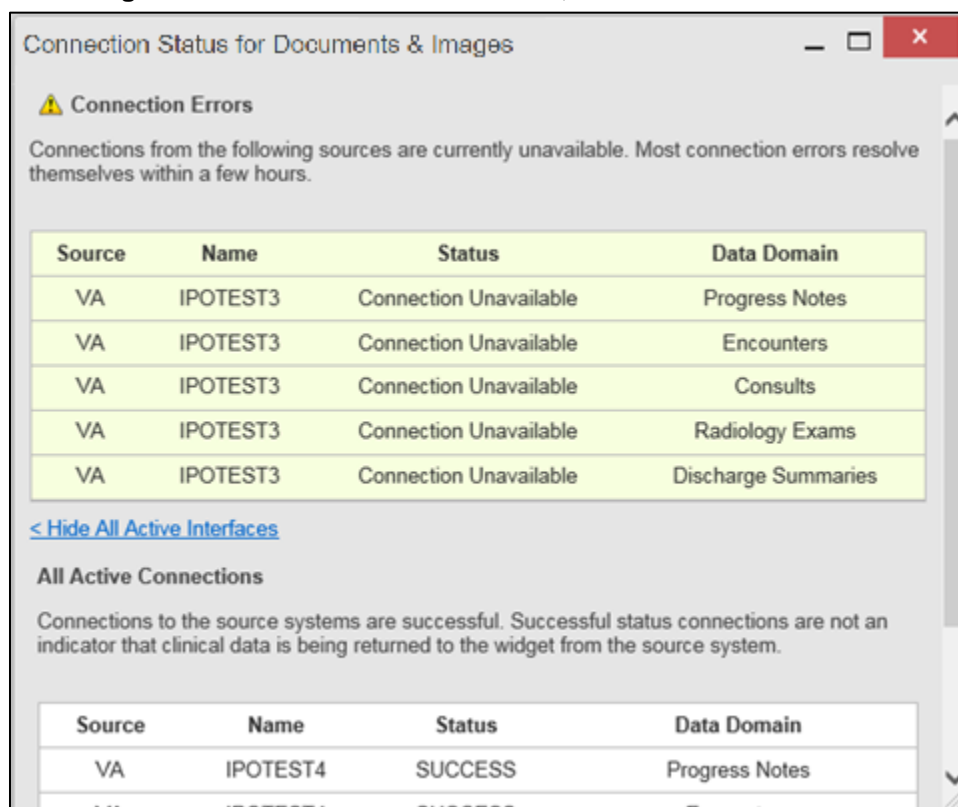 Connection Status for Documents & Images
Connection Errors
Connections from the following sources are currently unavailable. Most connection errors resolve
themselves within a few hours.
Source Name Status Data Domain
VA IPOTEST3 Connection Unavailable Progress Notes
VA IPOTEST3 Connection Unavailable Encounters
VA IPOTEST3 Connection Unavailable Consults
VA IPOTEST3 Connection Unavailable Radiology Exams
VA IPOTEST3 Connection Unavailable Discharge Summaries
< Hide All Active Interfaces
All Active Connections
Connections to the source systems are successful. Successful status connections are not an
indicator that clinical data is being returned to the widget from the source system.
Source Name Status Data Domain
VA IPOTEST4 SUCCESS Progress Notes